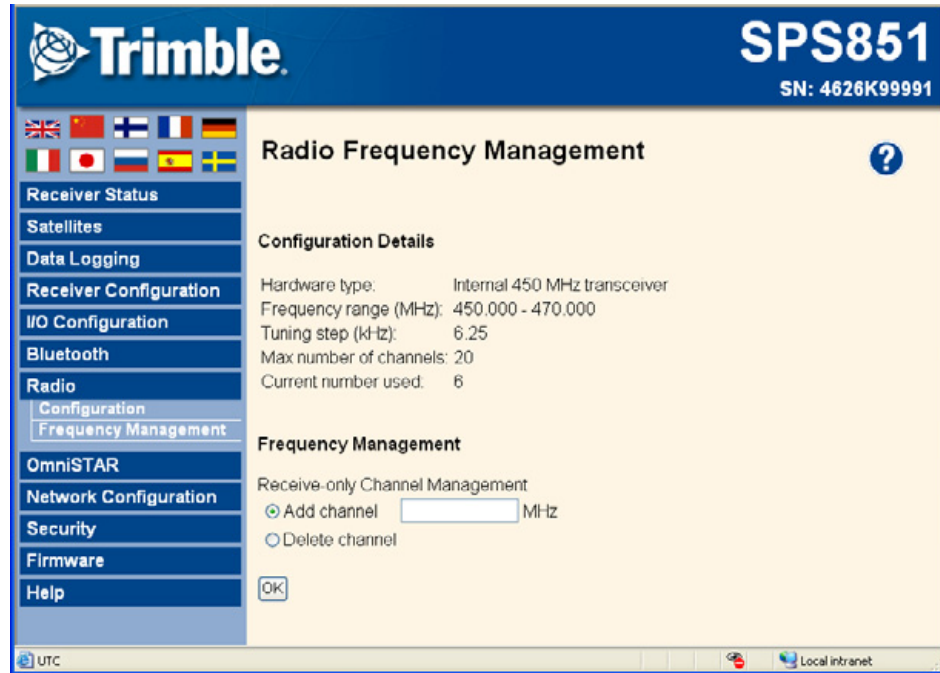 Trimble.
SPS851
SN: 4626K99991
Receiver Status
Satellites
Data Logging
Receiver Configuration
I/O Configuration
Bluetooth
Radio
Configuration
Frequency Management
OmniSTAR
Network Configuration
Security
Firmware
Help
Radio Frequency Management
?
Configuration Details
Hardware type: Internal 450 MHz transceiver
Frequency range (MHz): 450.000 - 470.000
Tuning step (kHz): 6.25
Max number of channels: 20
Current number used: 6
Frequency Management
Receive-only Channel Management
Add channel MHz
Delete channel
OK
UTC
Local intranet